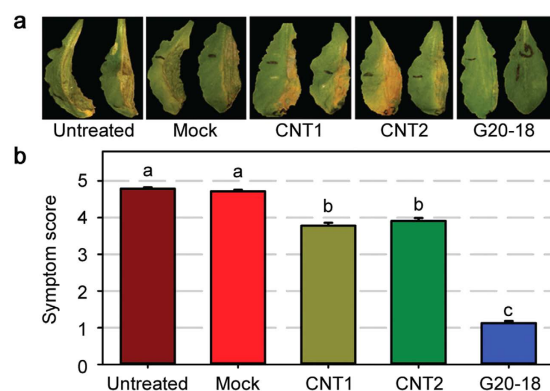 a
Untreated Mock CNT1 CNT2 G20-18
b
Symptom score
5
4
3
2
1
0
a a b b c
Untreated Mock CNT1 CNT2 G20-18